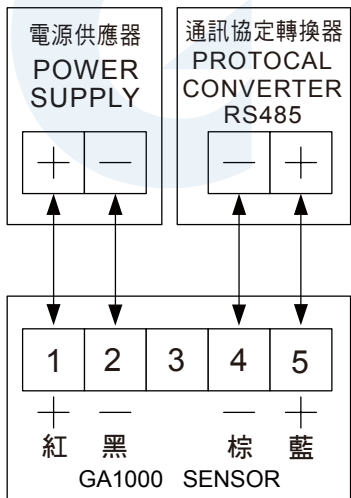 電源供應器
POWER
SUPPLY
+ —
通訊協定轉換器
PROTOCAL
CONVERTER
RS485
— +
1 2 3 4 5
+ — — +
紅 黑 棕 藍
GA1000 SENSOR